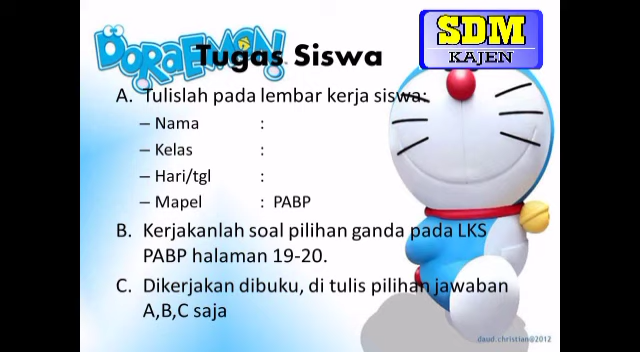 DORAEMON
Tugas Siswa
SDM
KAJEN
A. Tulislah pada lembar kerja siswa:
– Nama :
– Kelas :
– Hari/tgl :
– Mapel : PABP
B. Kerjakanlah soal pilihan ganda pada LKS
PABP halaman 19-20.
C. Dikerjakan dibuku, di tulis pilihan jawaban
A,B,C saja
daud.christian@2012